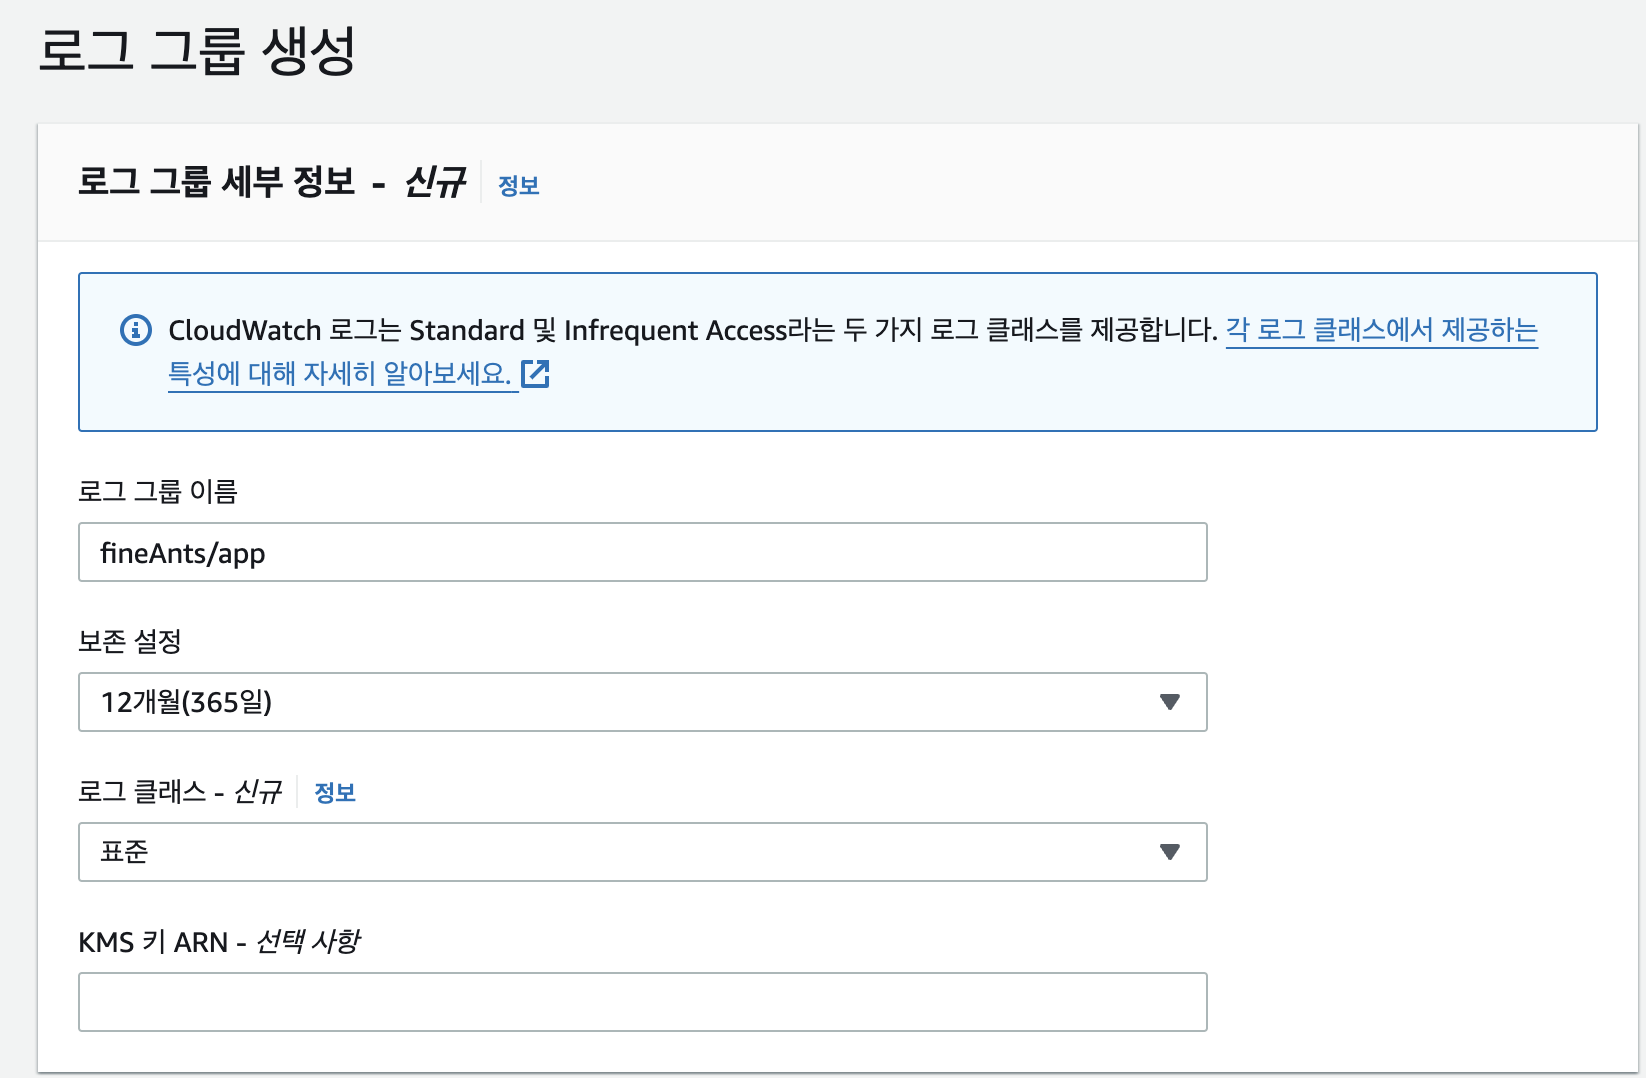 로그 그룹 생성
로그 그룹 세부 정보 - 신규 정보
CloudWatch 로그는 Standard 및 Infrequent Access라는 두 가지 로그 클래스를 제공합니다. 각 로그 클래스에서 제공하는
특성에 대해 자세히 알아보세요.
로그 그룹 이름
fineAnts/app
보존 설정
12개월(365일)
로그 클래스 - 신규 정보
표준
KMS 키 ARN - 선택 사항